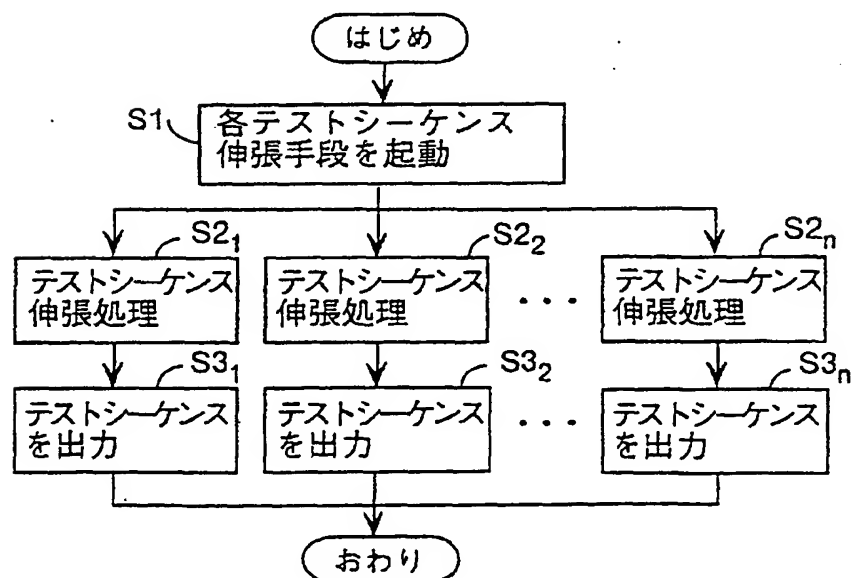 はじめ
S1
各テストシーケンス
伸張手段を起動
S2₁
S2₂
S2ₙ
テストシーケンス
伸張処理
テストシーケンス
伸張処理
・・・
テストシーケンス
伸張処理
S3₁
S3₂
S3ₙ
テストシーケンス
を出力
テストシーケンス
を出力
・・・
テストシーケンス
を出力
おわり